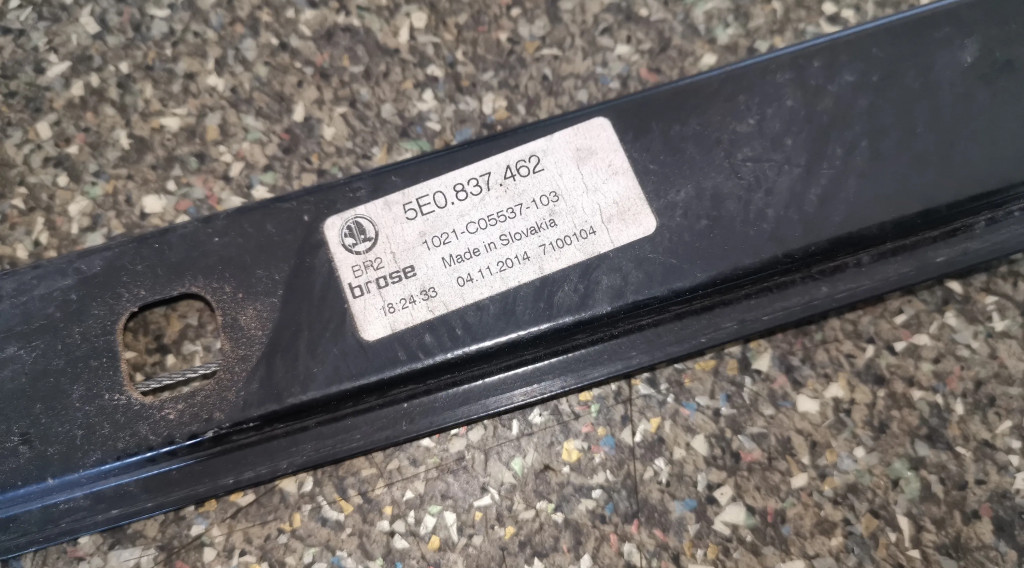 5E0.837.462
1021-C05537-103
BR2
Made in Slovakia
brose
18:24:33 04.11.2014 7100104